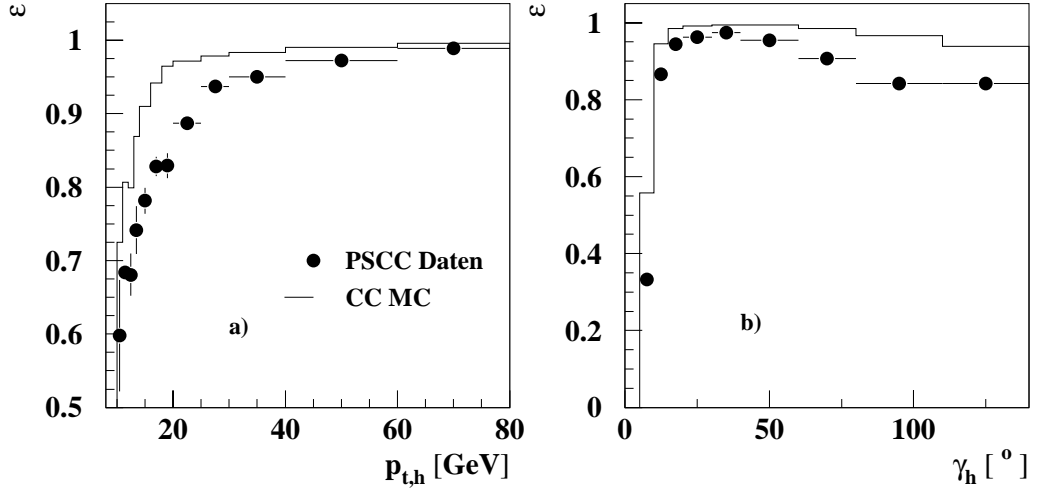 ε
1
0.9
0.8
0.7
0.6
0.5
PSCC Daten
CC MC
a)
20 40 60 80
p_{t,h} [GeV]
ε
1
0.8
0.6
0.4
0.2
0
b)
0 50 100
γ_h [ °]